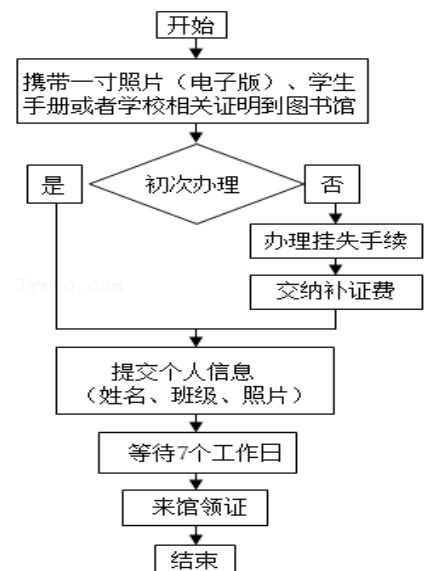 开始
携带一寸照片（电子版）、学生
手册或者学校相关证明到图书馆
是
初次办理
否
办理挂失手续
交纳补证费
Jyeoo.com
提交个人信息
（姓名、班级、照片）
等待7个工作日
来馆领证
结束